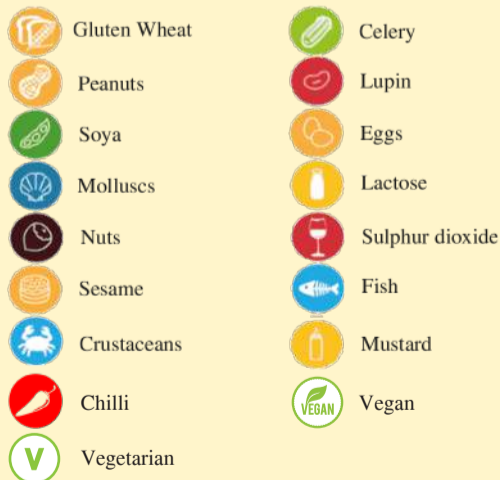 Gluten Wheat
Celery
Peanuts
Lupin
Soya
Eggs
Molluscs
Lactose
Nuts
Sulphur dioxide
Sesame
Fish
Crustaceans
Mustard
Chilli
VEGAN
Vegan
V
Vegetarian